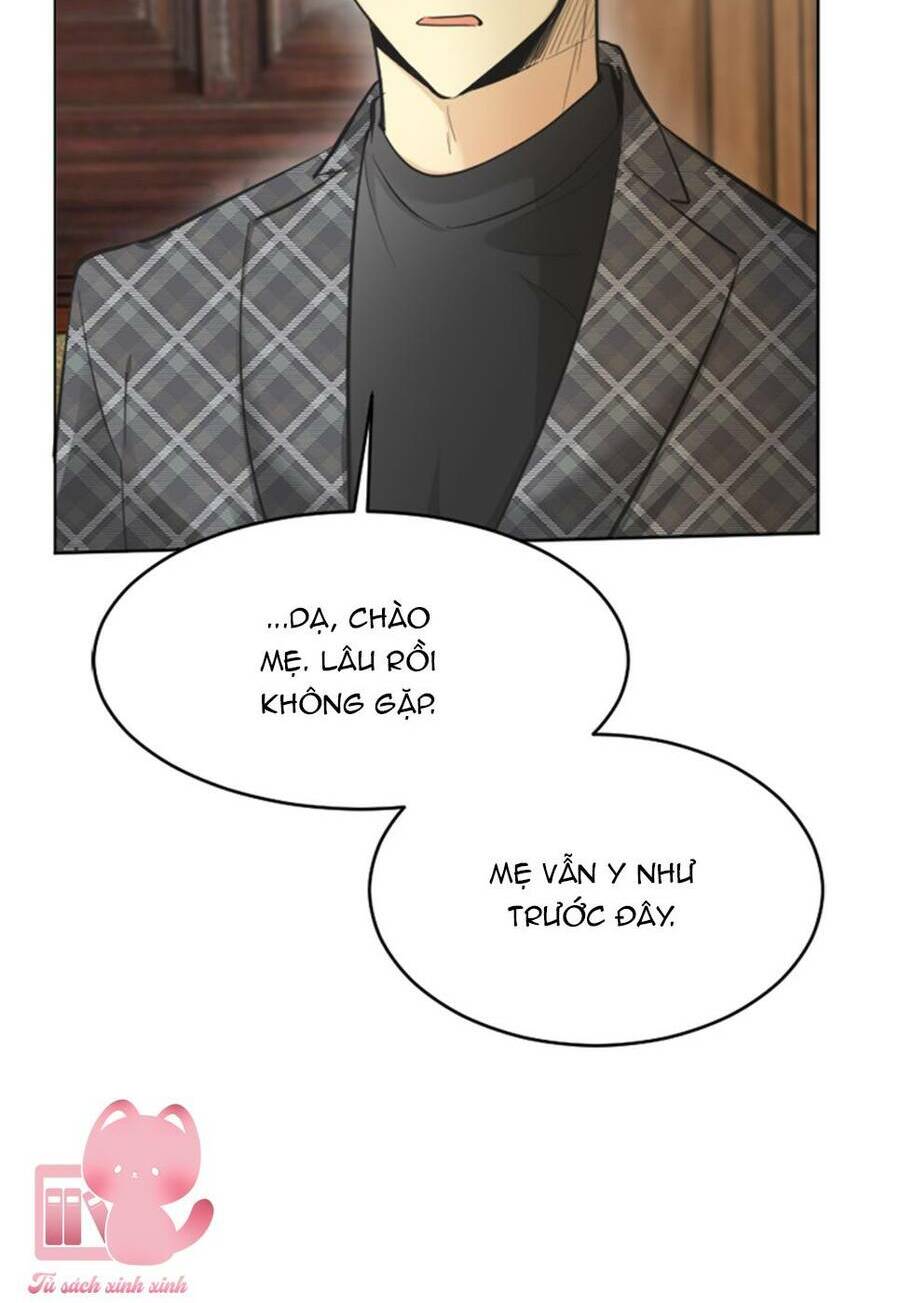 ...DẠ, CHÀO
MẸ. LÂU RỒI
KHÔNG GẶP.
MẸ VẪN Y NHƯ
TRƯỚC ĐÂY.
Tủ sách xinh xinh